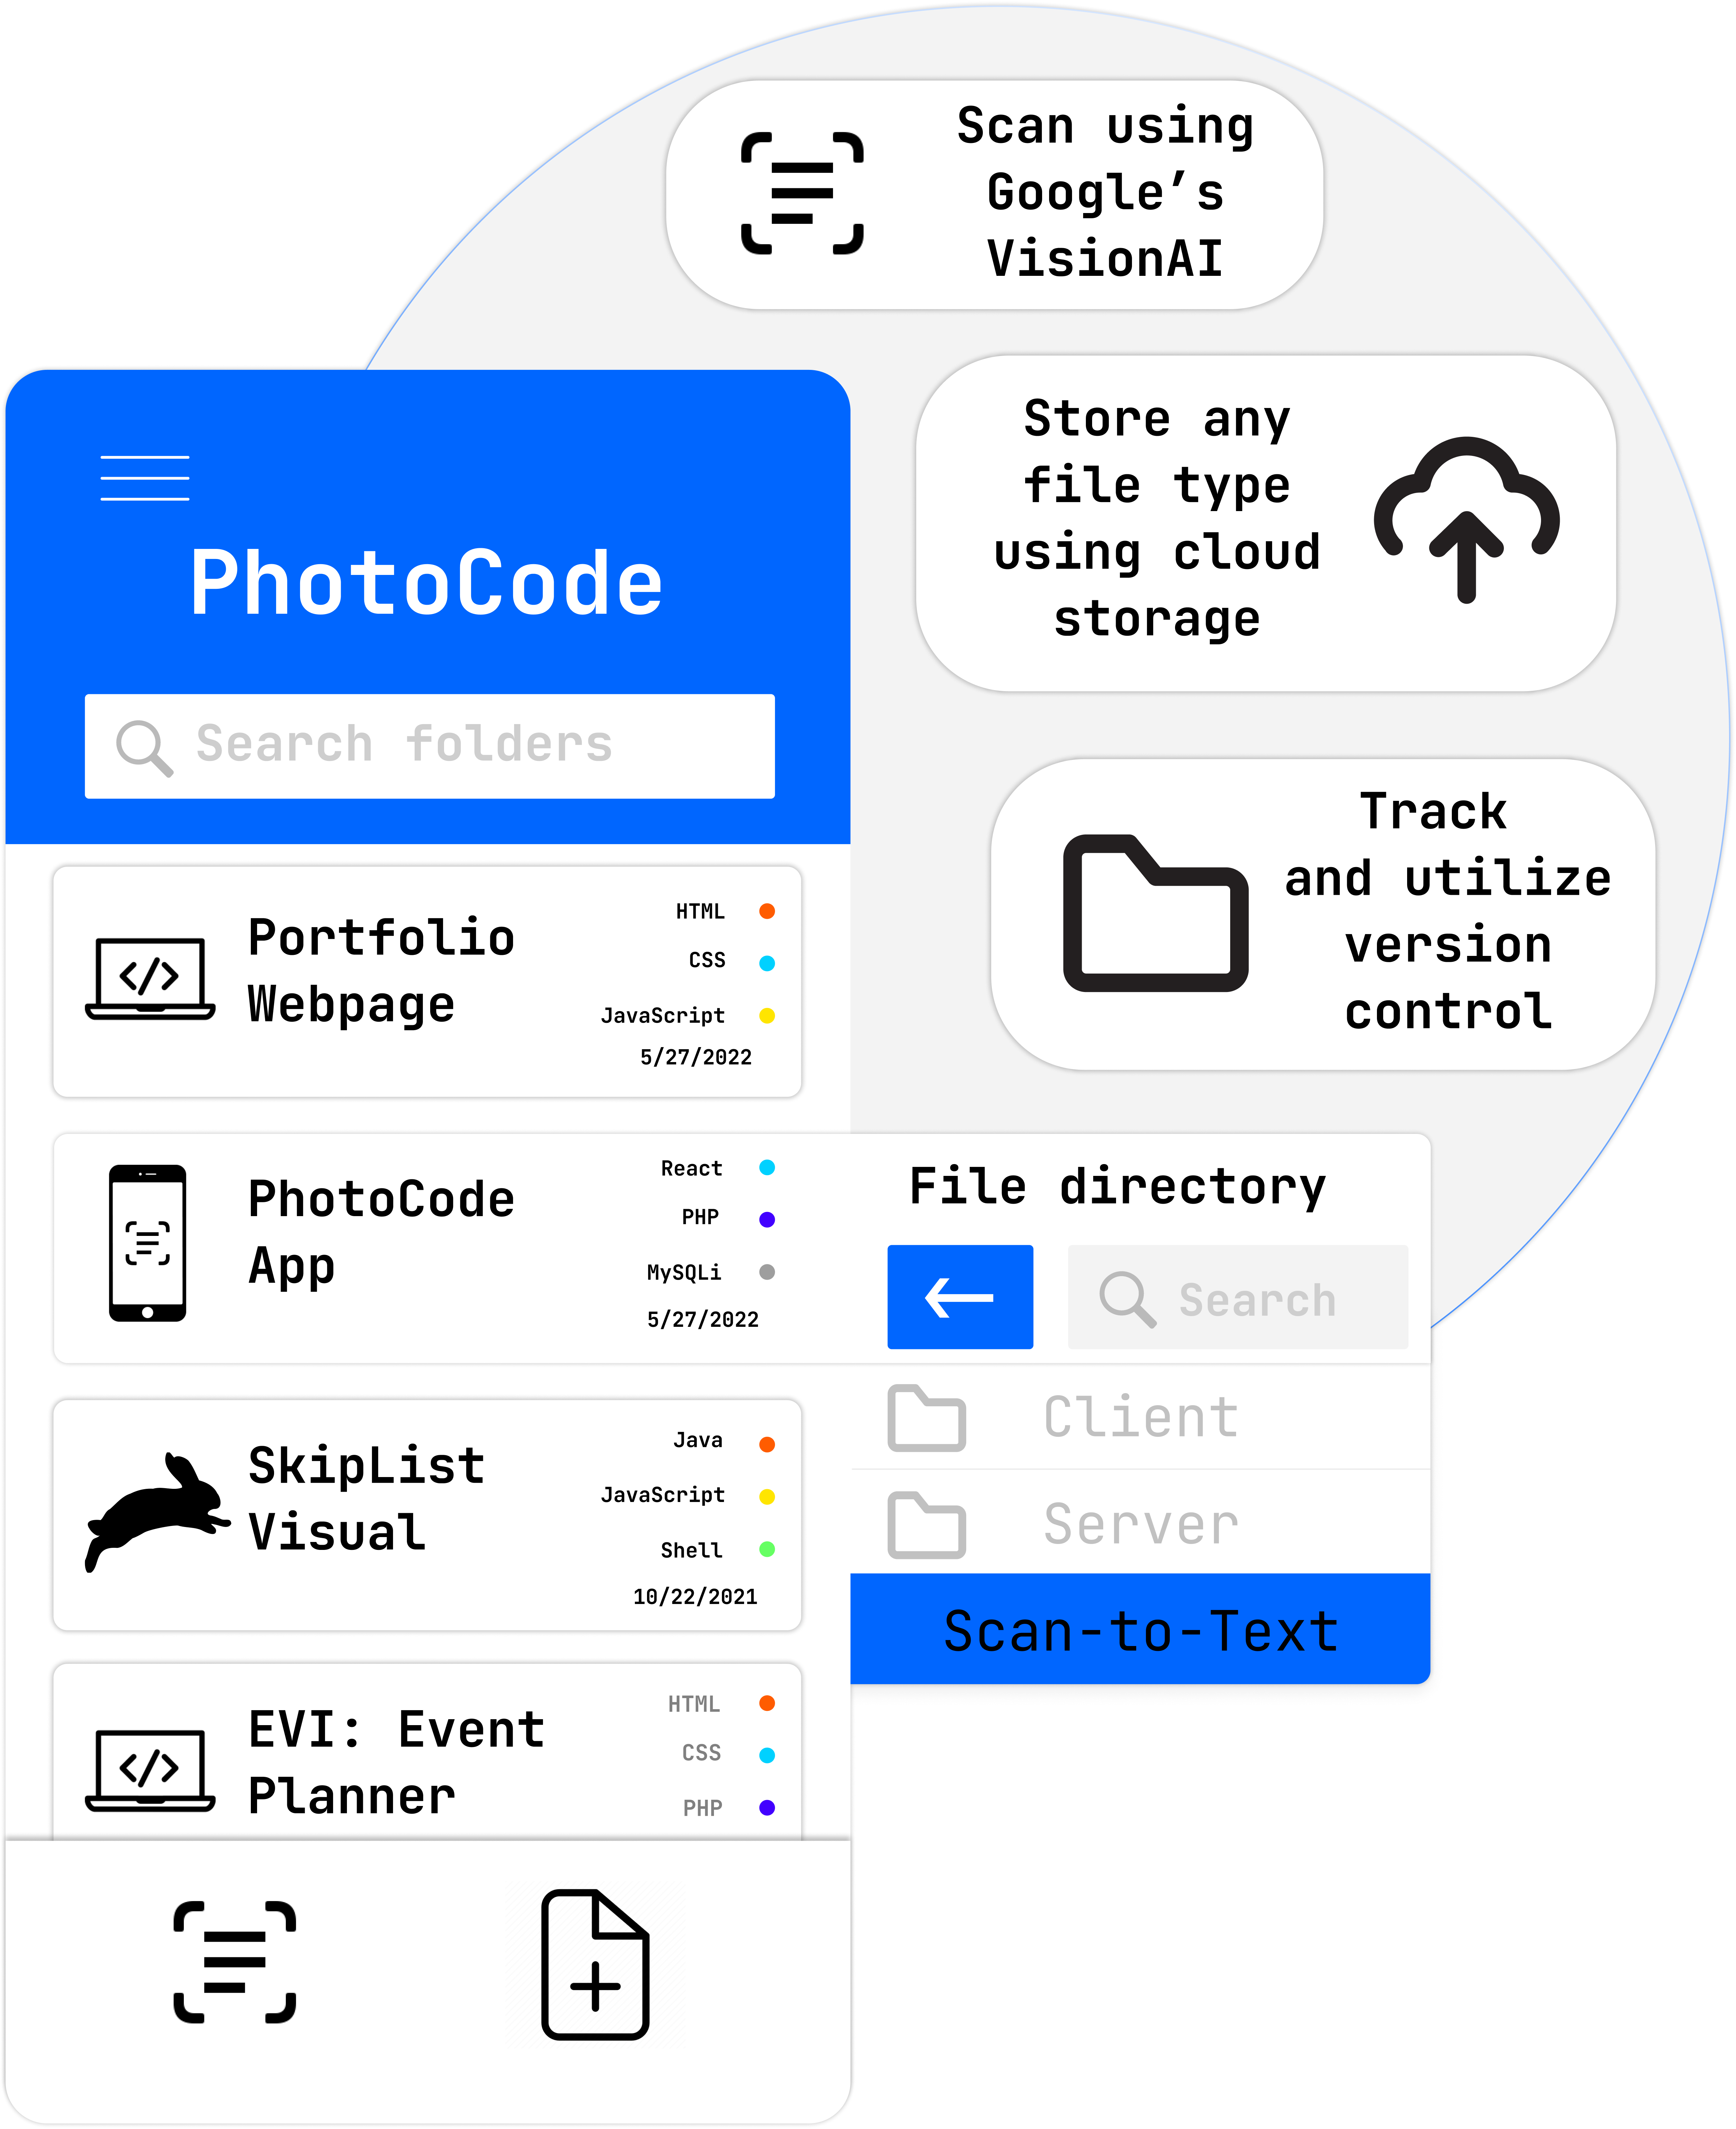 Scan using
Google’s
VisionAI
Store any
file type
using cloud
storage
Track
and utilize
version
control
PhotoCode
Search folders
Portfolio
Webpage
HTML
CSS
JavaScript
5/27/2022
PhotoCode
App
React
PHP
MySQLi
5/27/2022
File directory
Search
Client
Server
Scan-to-Text
SkipList
Visual
Java
JavaScript
Shell
10/22/2021
EVI: Event
Planner
HTML
CSS
PHP